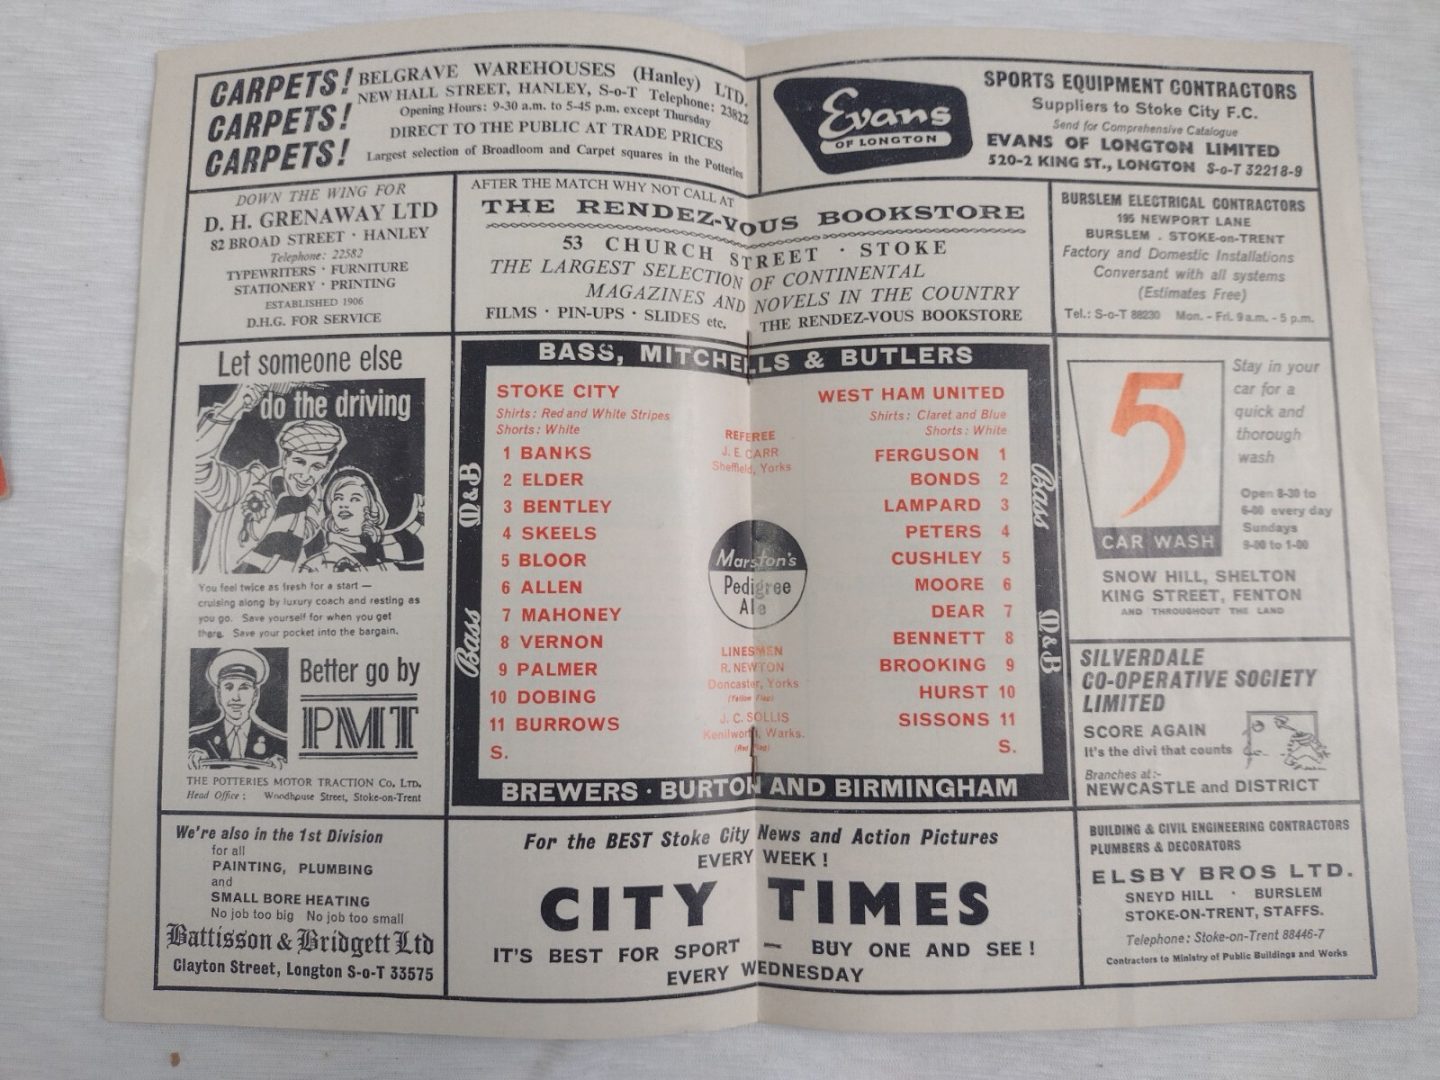 CARPETS!
CARPETS!
CARPETS!
BELGRAVE WAREHOUSES (Hanley) LTD.
NEW HALL STREET, HANLEY, S-o-T Telephone: 23822
Opening Hours: 9-30 a.m. to 5-45 p.m. except Thursday
DIRECT TO THE PUBLIC AT TRADE PRICES
Largest selection of Broadloom and Carpet squares in the Potteries
Evans
OF LONGTON
SPORTS EQUIPMENT CONTRACTORS
Suppliers to Stoke City F.C.
Send for Comprehensive Catalogue
EVANS OF LONGTON LIMITED
520-2 KING ST., LONGTON S-o-T 32218-9
DOWN THE WING FOR
D. H. GRENAWAY LTD
82 BROAD STREET · HANLEY
Telephone: 22582
TYPEWRITERS · FURNITURE
STATIONERY · PRINTING
ESTABLISHED 1906
D.H.G. FOR SERVICE
AFTER THE MATCH WHY NOT CALL AT
THE RENDEZ-VOUS BOOKSTORE
53 CHURCH STREET · STOKE
THE LARGEST SELECTION OF CONTINENTAL
MAGAZINES AND NOVELS IN THE COUNTRY
FILMS · PIN-UPS · SLIDES etc. THE RENDEZ-VOUS BOOKSTORE
BURSLEM ELECTRICAL CONTRACTORS
195 NEWPORT LANE
BURSLEM . STOKE-on-TRENT
Factory and Domestic Installations
Conversant with all systems
(Estimates Free)
Tel.: S-o-T 88230 Mon. - Fri. 9 a.m. - 5 p.m.
Let someone else
do the driving
You feel twice as fresh for a start —
cruising along by luxury coach and resting as
you go. Save yourself for when you get
there. Save your pocket into the bargain.
Better go by
PMT
THE POTTERIES MOTOR TRACTION Co. LTD.
Head Office: Woodhouse Street, Stoke-on-Trent
BASS, MITCHELLS & BUTLERS
M&B
Bass
STOKE CITY
Shirts: Red and White Stripes
Shorts: White
1 BANKS
2 ELDER
3 BENTLEY
4 SKEELS
5 BLOOR
6 ALLEN
7 MAHONEY
8 VERNON
9 PALMER
10 DOBING
11 BURROWS
S.
REFEREE
J. E. CARR
Sheffield, Yorks
Marston's
Pedigree
Ale
LINESMEN
R. NEWTON
Doncaster, Yorks
(Yellow Flag)
J. C. SOLLIS
Kenilworth, Warks.
(Red Flag)
WEST HAM UNITED
Shirts: Claret and Blue
Shorts: White
FERGUSON 1
BONDS 2
LAMPARD 3
PETERS 4
CUSHLEY 5
MOORE 6
DEAR 7
BENNETT 8
BROOKING 9
HURST 10
SISSONS 11
S.
Bass
M&B
BREWERS · BURTON AND BIRMINGHAM
5
CAR WASH
Stay in your
car for a
quick and
thorough
wash
Open 8-30 to
6-00 every day
Sundays
9-00 to 1-00
SNOW HILL, SHELTON
KING STREET, FENTON
AND THROUGHOUT THE LAND
SILVERDALE
CO-OPERATIVE SOCIETY
LIMITED
SCORE AGAIN
It's the divi that counts
Branches at:-
NEWCASTLE and DISTRICT
We're also in the 1st Division
for all
PAINTING, PLUMBING
and
SMALL BORE HEATING
No job too big No job too small
Battisson & Bridgett Ltd
Clayton Street, Longton S-o-T 33575
For the BEST Stoke City News and Action Pictures
EVERY WEEK!
CITY TIMES
IT'S BEST FOR SPORT — BUY ONE AND SEE!
EVERY WEDNESDAY
BUILDING & CIVIL ENGINEERING CONTRACTORS
PLUMBERS & DECORATORS
ELSBY BROS LTD.
SNEYD HILL · BURSLEM
STOKE-ON-TRENT, STAFFS.
Telephone: Stoke-on-Trent 88446-7
Contractors to Ministry of Public Buildings and Works